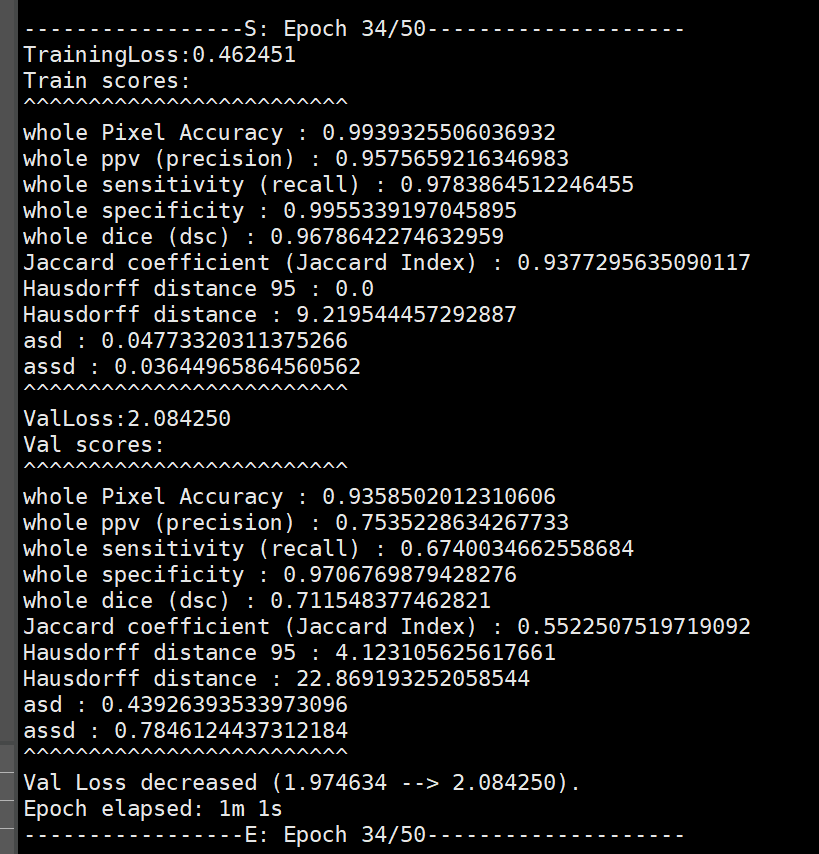 -----------------S: Epoch 34/50--------------------
TrainingLoss:0.462451
Train scores:
^^^^^^^^^^^^^^^^^^^^^^^^^
whole Pixel Accuracy : 0.9939325506036932
whole ppv (precision) : 0.9575659216346983
whole sensitivity (recall) : 0.9783864512246455
whole specificity : 0.9955339197045895
whole dice (dsc) : 0.9678642274632959
Jaccard coefficient (Jaccard Index) : 0.9377295635090117
Hausdorff distance 95 : 0.0
Hausdorff distance : 9.219544457292887
asd : 0.04773320311375266
assd : 0.03644965864560562
^^^^^^^^^^^^^^^^^^^^^^^^^
ValLoss:2.084250
Val scores:
^^^^^^^^^^^^^^^^^^^^^^^^^
whole Pixel Accuracy : 0.9358502012310606
whole ppv (precision) : 0.7535228634267733
whole sensitivity (recall) : 0.6740034662558684
whole specificity : 0.9706769879428276
whole dice (dsc) : 0.711548377462821
Jaccard coefficient (Jaccard Index) : 0.5522507519719092
Hausdorff distance 95 : 4.123105625617661
Hausdorff distance : 22.869193252058544
asd : 0.43926393533973096
assd : 0.7846124437312184
^^^^^^^^^^^^^^^^^^^^^^^^^
Val Loss decreased (1.974634 --> 2.084250).
Epoch elapsed: 1m 1s
-----------------E: Epoch 34/50--------------------